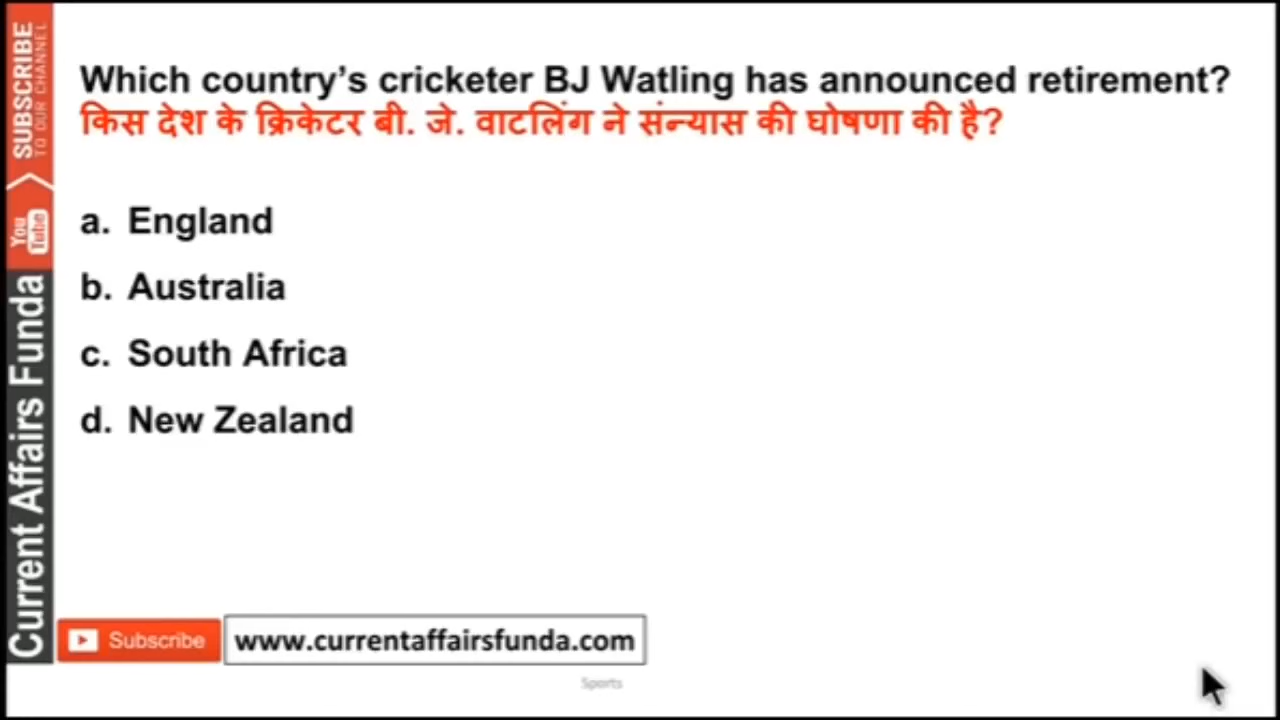 Which country's cricketer BJ Watling has announced retirement?
किस देश के क्रिकेटर बी. जे. वाटलिंग ने संन्यास की घोषणा की है?
a. England
b. Australia
c. South Africa
d. New Zealand
SUBSCRIBE
TO OUR CHANNEL
You
Tube
Current Affairs Funda
Subscribe
www.currentaffairsfunda.com
Sports